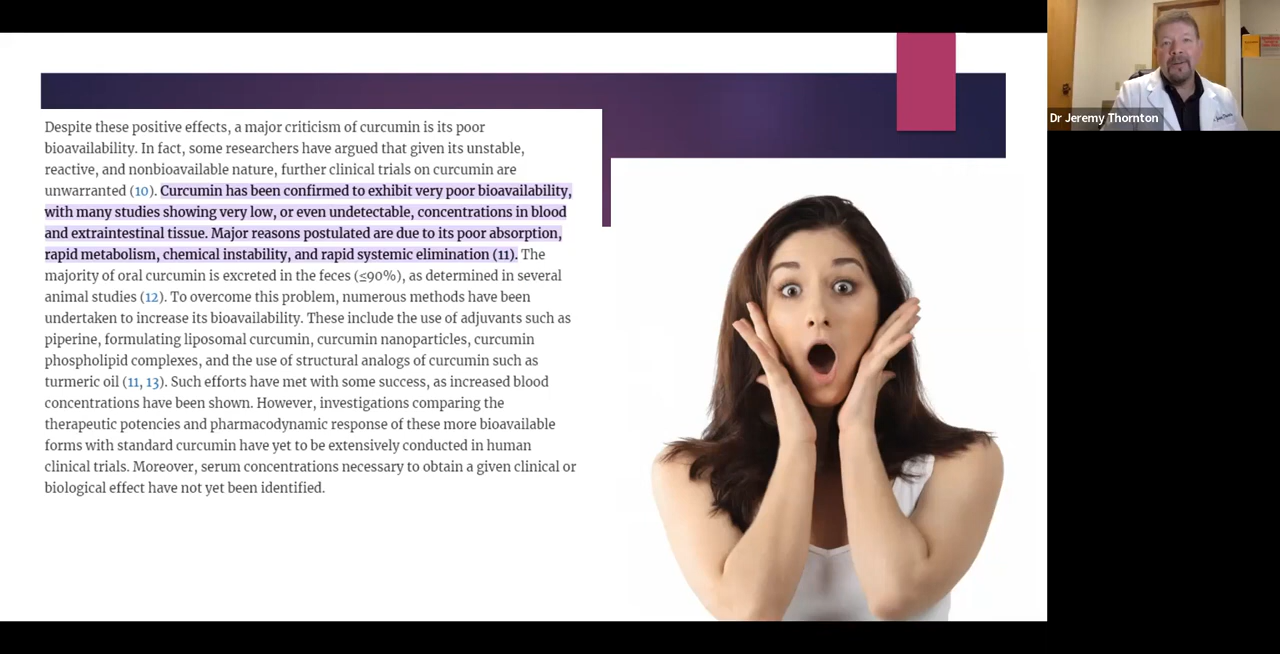 Despite these positive effects, a major criticism of curcumin is its poor
bioavailability. In fact, some researchers have argued that given its unstable,
reactive, and nonbioavailable nature, further clinical trials on curcumin are
unwarranted (10). Curcumin has been confirmed to exhibit very poor bioavailability,
with many studies showing very low, or even undetectable, concentrations in blood
and extraintestinal tissue. Major reasons postulated are due to its poor absorption,
rapid metabolism, chemical instability, and rapid systemic elimination (11). The
majority of oral curcumin is excreted in the feces (≤90%), as determined in several
animal studies (12). To overcome this problem, numerous methods have been
undertaken to increase its bioavailability. These include the use of adjuvants such as
piperine, formulating liposomal curcumin, curcumin nanoparticles, curcumin
phospholipid complexes, and the use of structural analogs of curcumin such as
turmeric oil (11, 13). Such efforts have met with some success, as increased blood
concentrations have been shown. However, investigations comparing the
therapeutic potencies and pharmacodynamic response of these more bioavailable
forms with standard curcumin have yet to be extensively conducted in human
clinical trials. Moreover, serum concentrations necessary to obtain a given clinical or
biological effect have not yet been identified.
Dr Jeremy Thornton